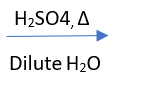 H₂SO4, Δ
Dilute H₂O